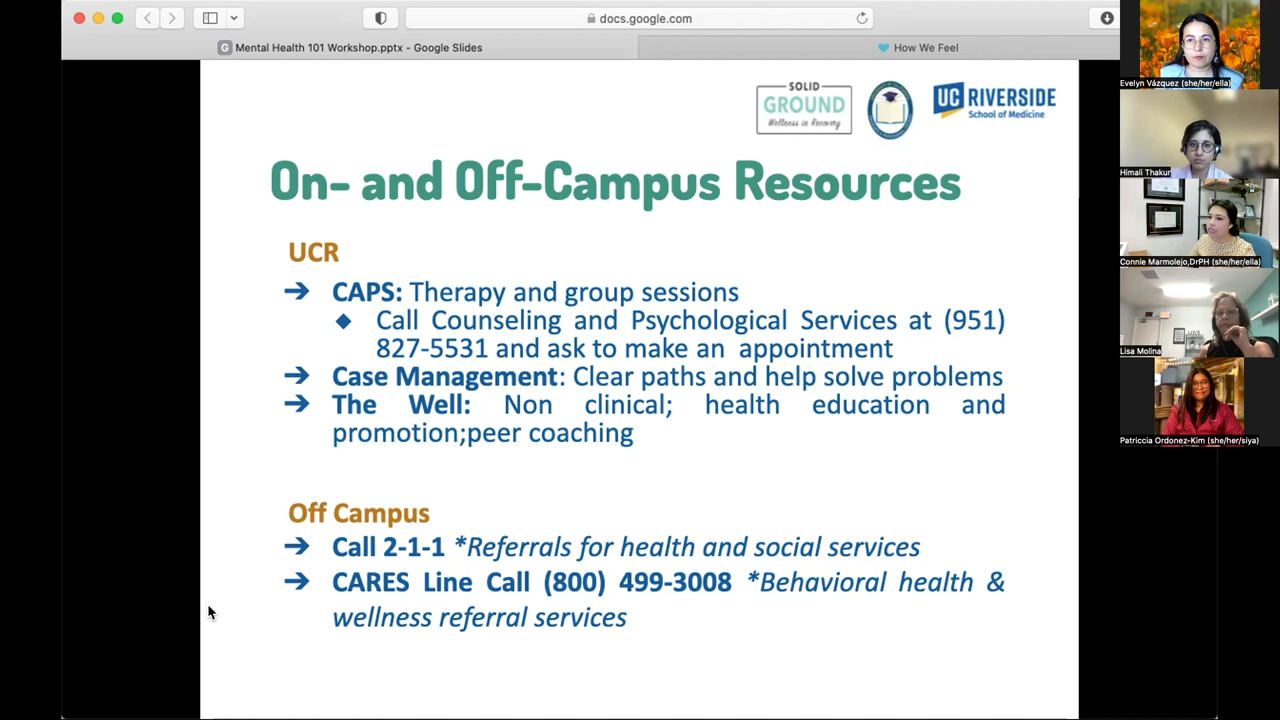 docs.google.com
Mental Health 101 Workshop.pptx - Google Slides
How We Feel
SOLID
GROUND
Wellness in Recovery
UC RIVERSIDE
School of Medicine
On- and Off-Campus Resources
UCR
➔ CAPS: Therapy and group sessions
◆ Call Counseling and Psychological Services at (951)
827-5531 and ask to make an appointment
➔ Case Management: Clear paths and help solve problems
➔ The Well: Non clinical; health education and
promotion;peer coaching
Off Campus
➔ Call 2-1-1 *Referrals for health and social services
➔ CARES Line Call (800) 499-3008 *Behavioral health &
wellness referral services
Evelyn Vázquez (she/her/ella)
Himali Thakur
Connie Marmolejo,DrPH (she/her/ella)
Lisa Molina
Patriccia Ordonez-Kim (she/her/siya)